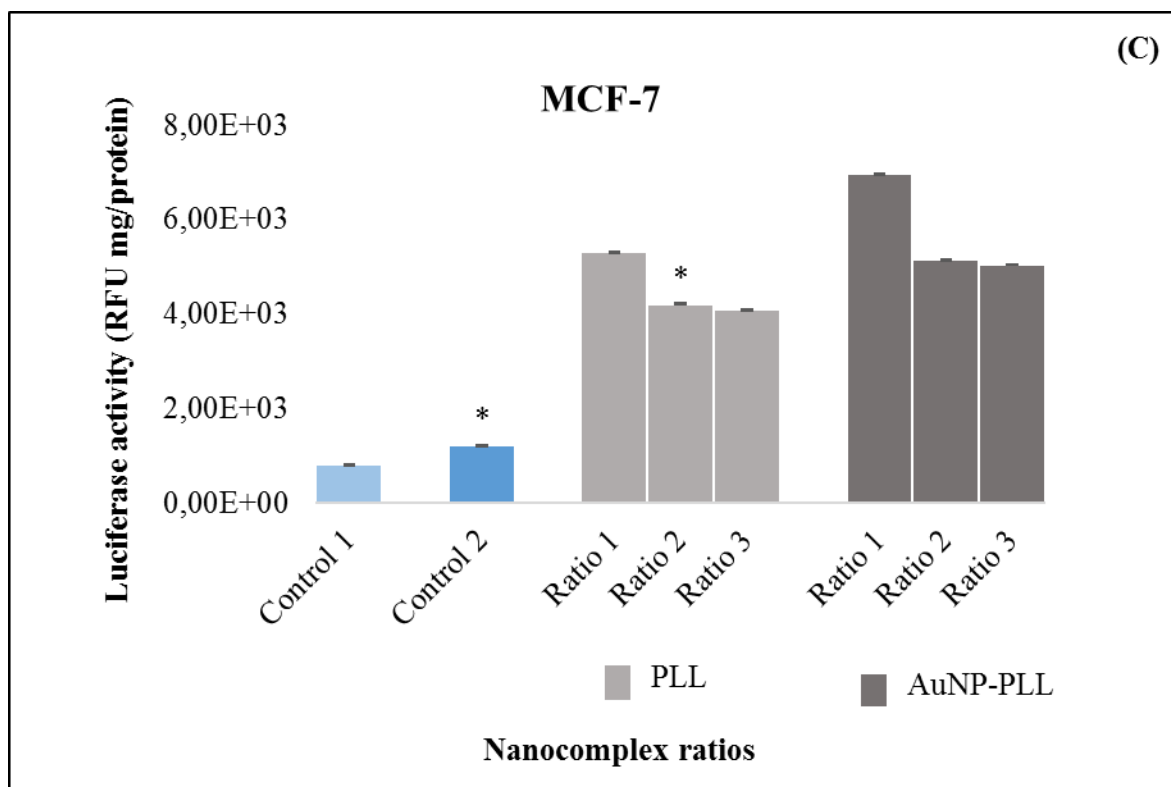 (C)
MCF-7
Luciferase activity (RFU mg/protein)
8,00E+03
6,00E+03
4,00E+03
2,00E+03
0,00E+00
*
*
Control 1
Control 2
Ratio 1
Ratio 2
Ratio 3
Ratio 1
Ratio 2
Ratio 3
PLL
AuNP-PLL
Nanocomplex ratios